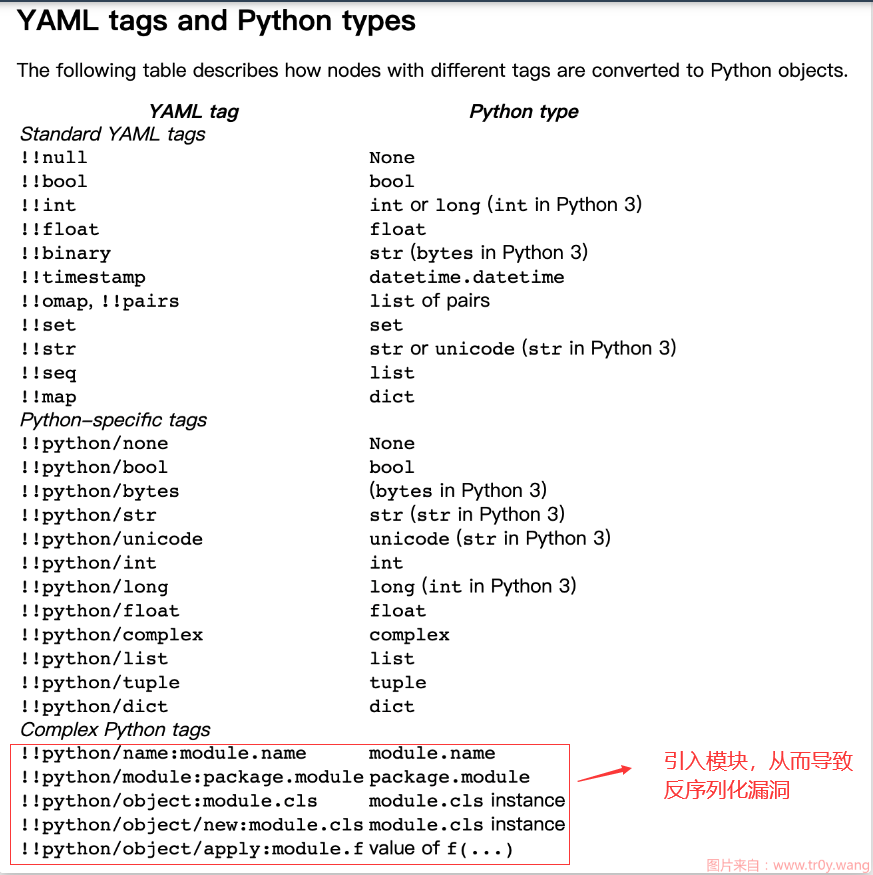 YAML tags and Python types
The following table describes how nodes with different tags are converted to Python objects.
YAML tag Python type
Standard YAML tags
!!null None
!!bool bool
!!int int or long (int in Python 3)
!!float float
!!binary str (bytes in Python 3)
!!timestamp datetime.datetime
!!omap, !!pairs list of pairs
!!set set
!!str str or unicode (str in Python 3)
!!seq list
!!map dict
Python-specific tags
!!python/none None
!!python/bool bool
!!python/bytes (bytes in Python 3)
!!python/str str (str in Python 3)
!!python/unicode unicode (str in Python 3)
!!python/int int
!!python/long long (int in Python 3)
!!python/float float
!!python/complex complex
!!python/list list
!!python/tuple tuple
!!python/dict dict
Complex Python tags
!!python/name:module.name module.name
!!python/module:package.module package.module
!!python/object:module.cls module.cls instance
!!python/object/new:module.cls module.cls instance
!!python/object/apply:module.f value of f(...)
引入模块，从而导致
反序列化漏洞
图片来自：www.tr0y.wang